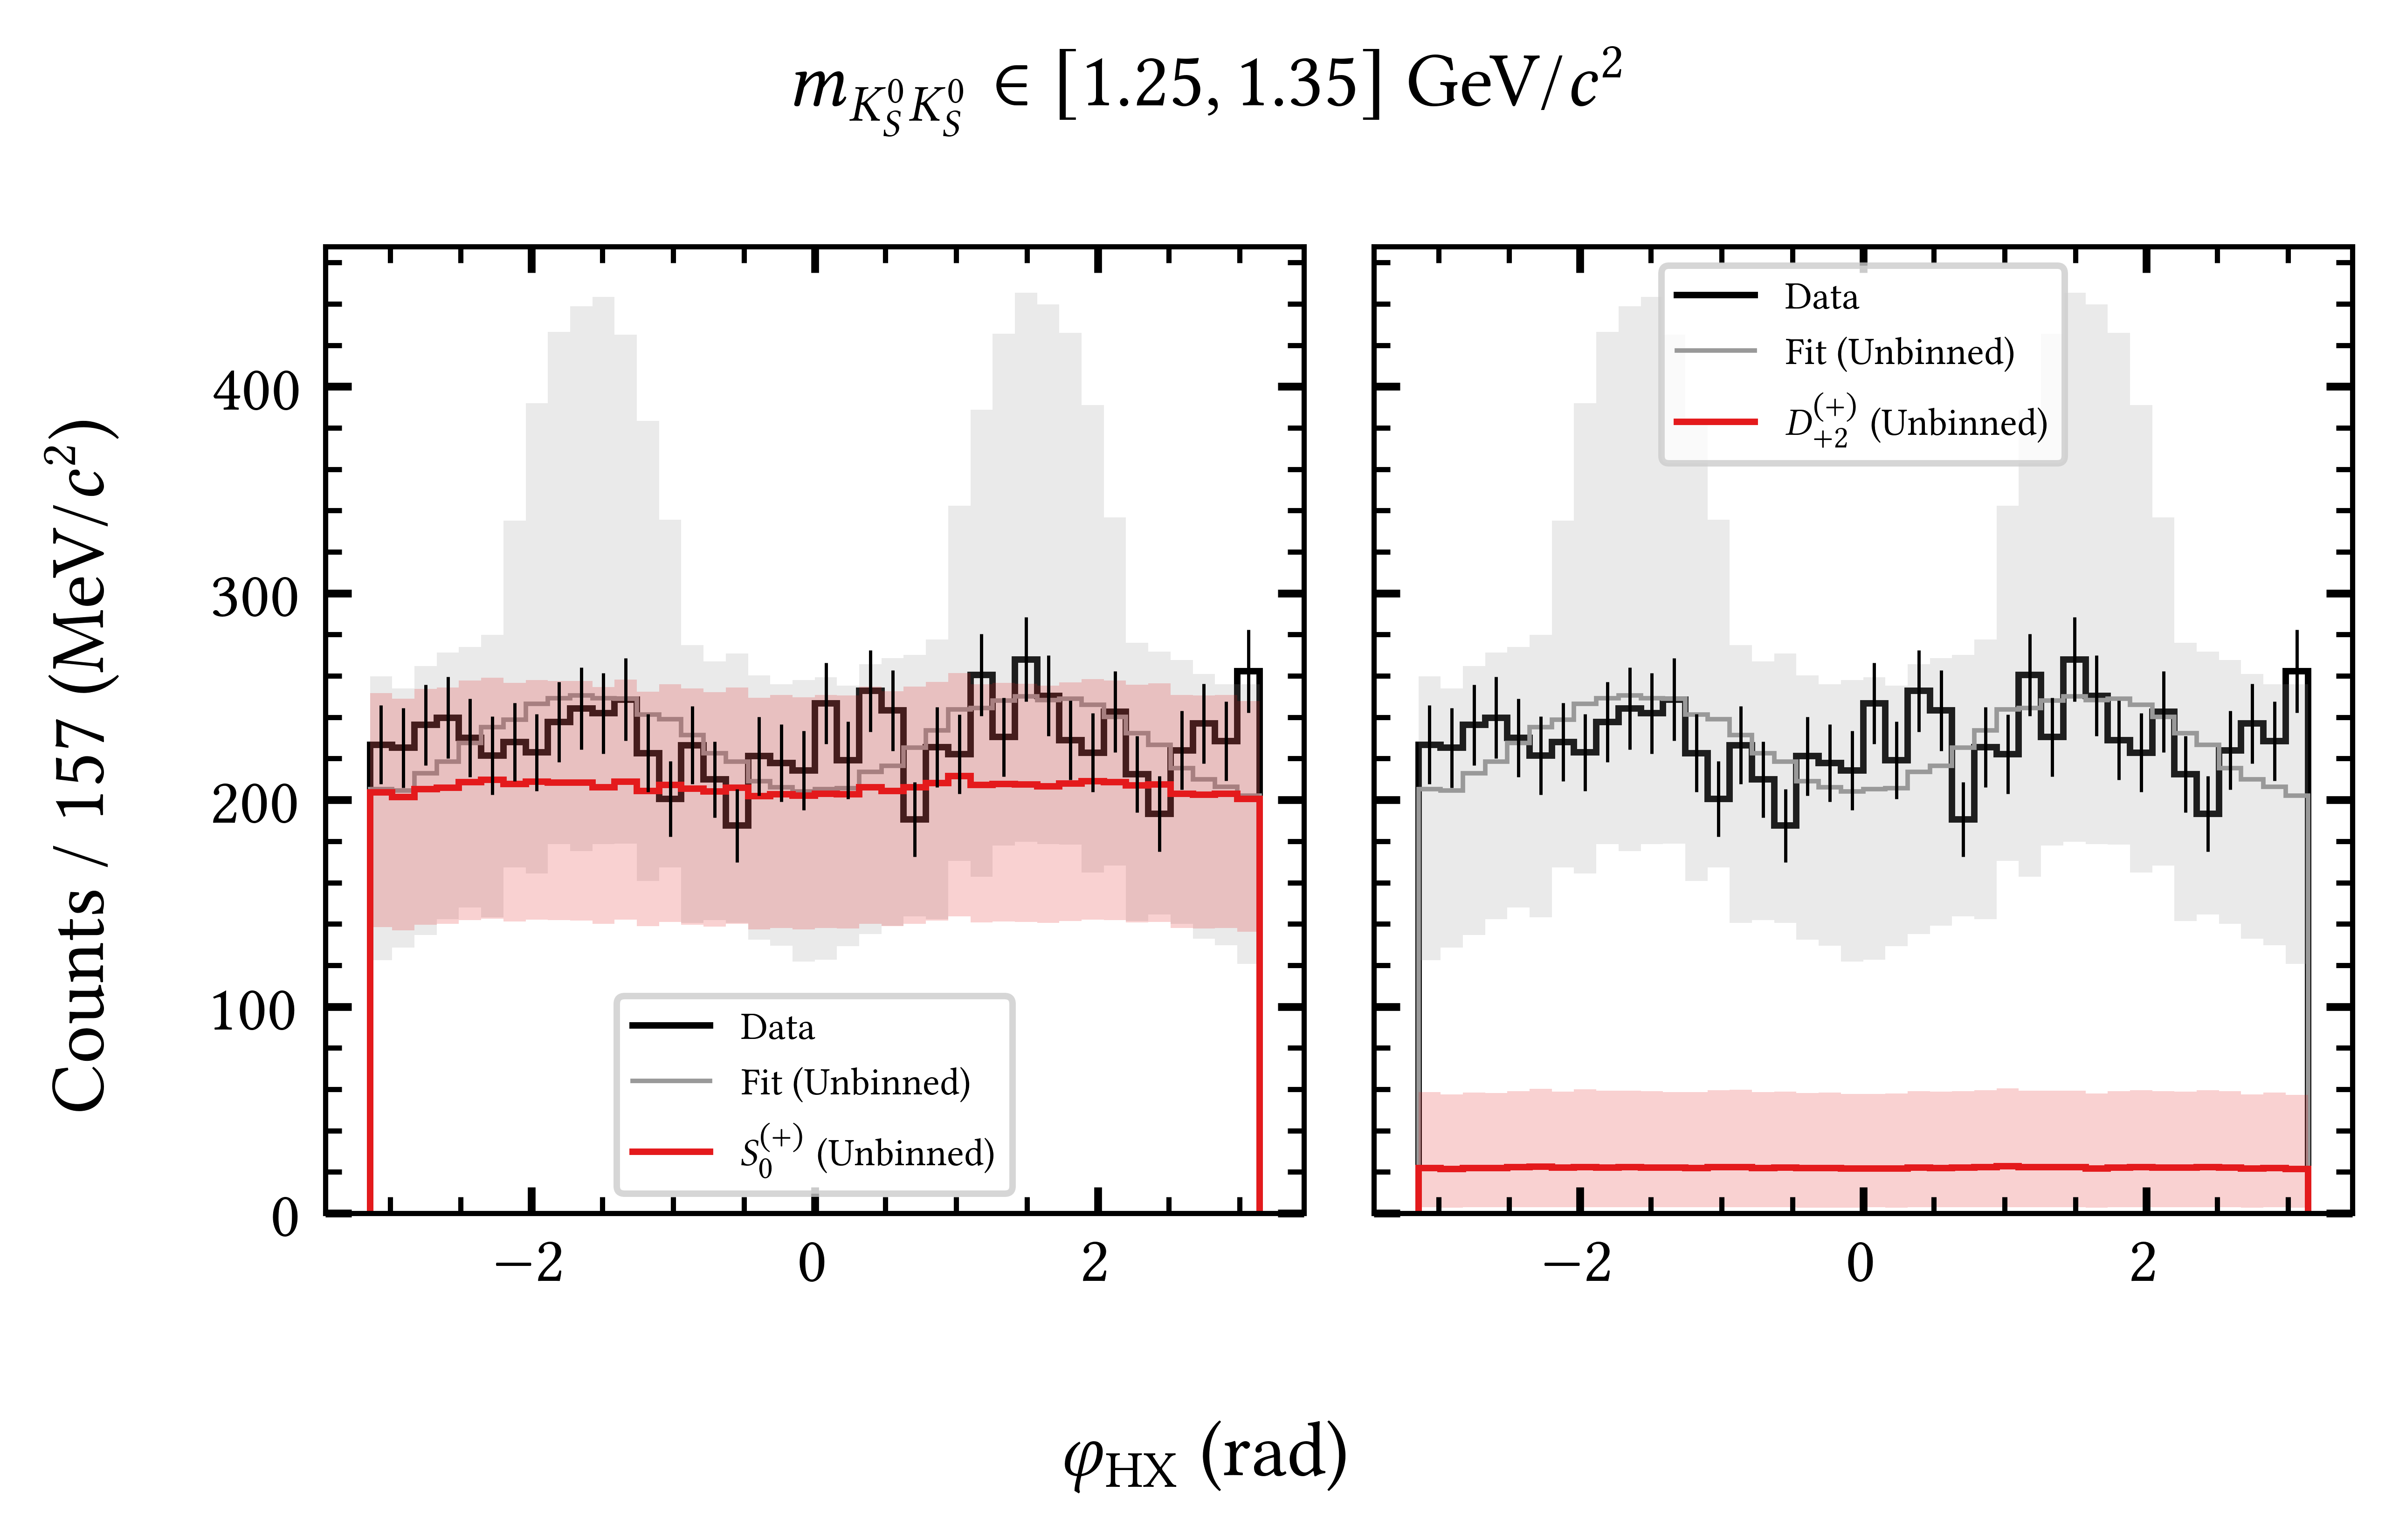 m_{K_S^0 K_S^0} ∈ [1.25, 1.35] GeV/c²
Counts / 157 (MeV/c²)
400
300
200
100
0
Data
Fit (Unbinned)
S_0^{(+)} (Unbinned)
−2
0
2
Data
Fit (Unbinned)
D_{+2}^{(+)} (Unbinned)
−2
0
2
φ_{HX} (rad)